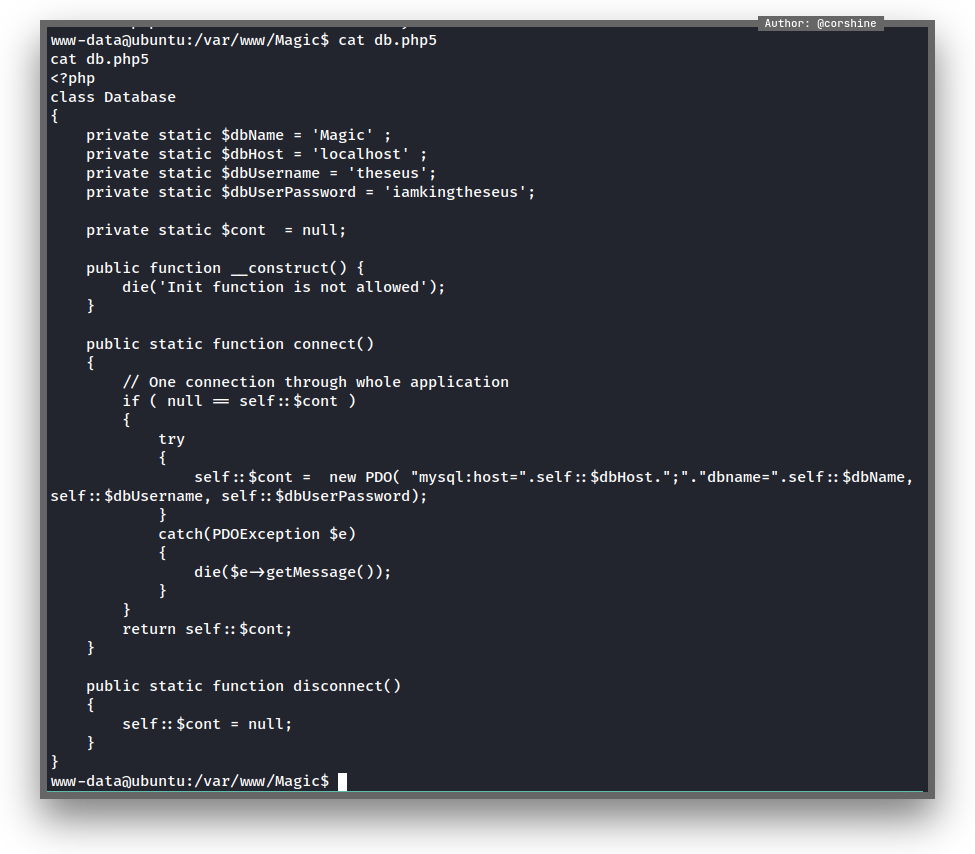 Author: @corshine
www-data@ubuntu:/var/www/Magic$ cat db.php5
cat db.php5
<?php
class Database
{
    private static $dbName = 'Magic' ;
    private static $dbHost = 'localhost' ;
    private static $dbUsername = 'theseus';
    private static $dbUserPassword = 'iamkingtheseus';

    private static $cont  = null;

    public function __construct() {
        die('Init function is not allowed');
    }

    public static function connect()
    {
        // One connection through whole application
        if ( null == self::$cont )
        {
            try
            {
                self::$cont =  new PDO( "mysql:host=".self::$dbHost.";"."dbname=".self::$dbName,
self::$dbUsername, self::$dbUserPassword);
            }
            catch(PDOException $e)
            {
                die($e->getMessage());
            }
        }
        return self::$cont;
    }

    public static function disconnect()
    {
        self::$cont = null;
    }
}
www-data@ubuntu:/var/www/Magic$